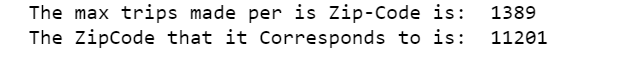 The max trips made per is Zip-Code is: 1389
The ZipCode that it Corresponds to is: 11201